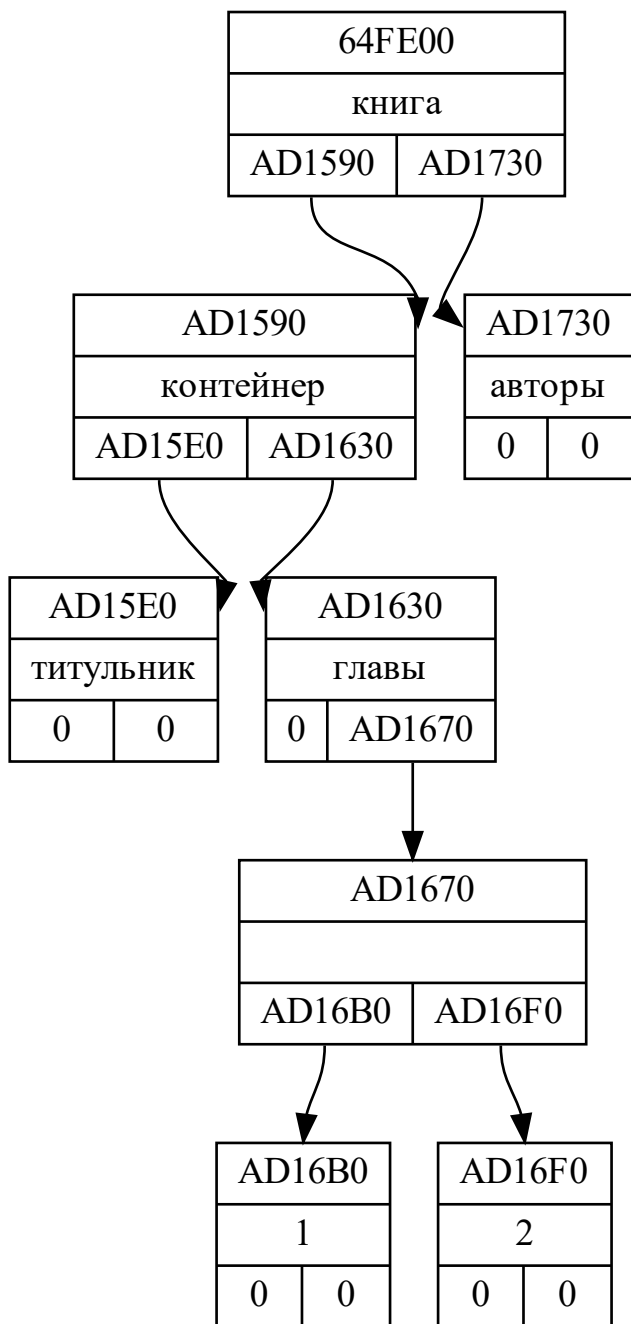 64FE00
книга
AD1590 AD1730
AD1590
контейнер
AD15E0 AD1630
AD1730
авторы
0 0
AD15E0
титульник
0 0
AD1630
главы
0 AD1670
AD1670
AD16B0 AD16F0
AD16B0
1
0 0
AD16F0
2
0 0